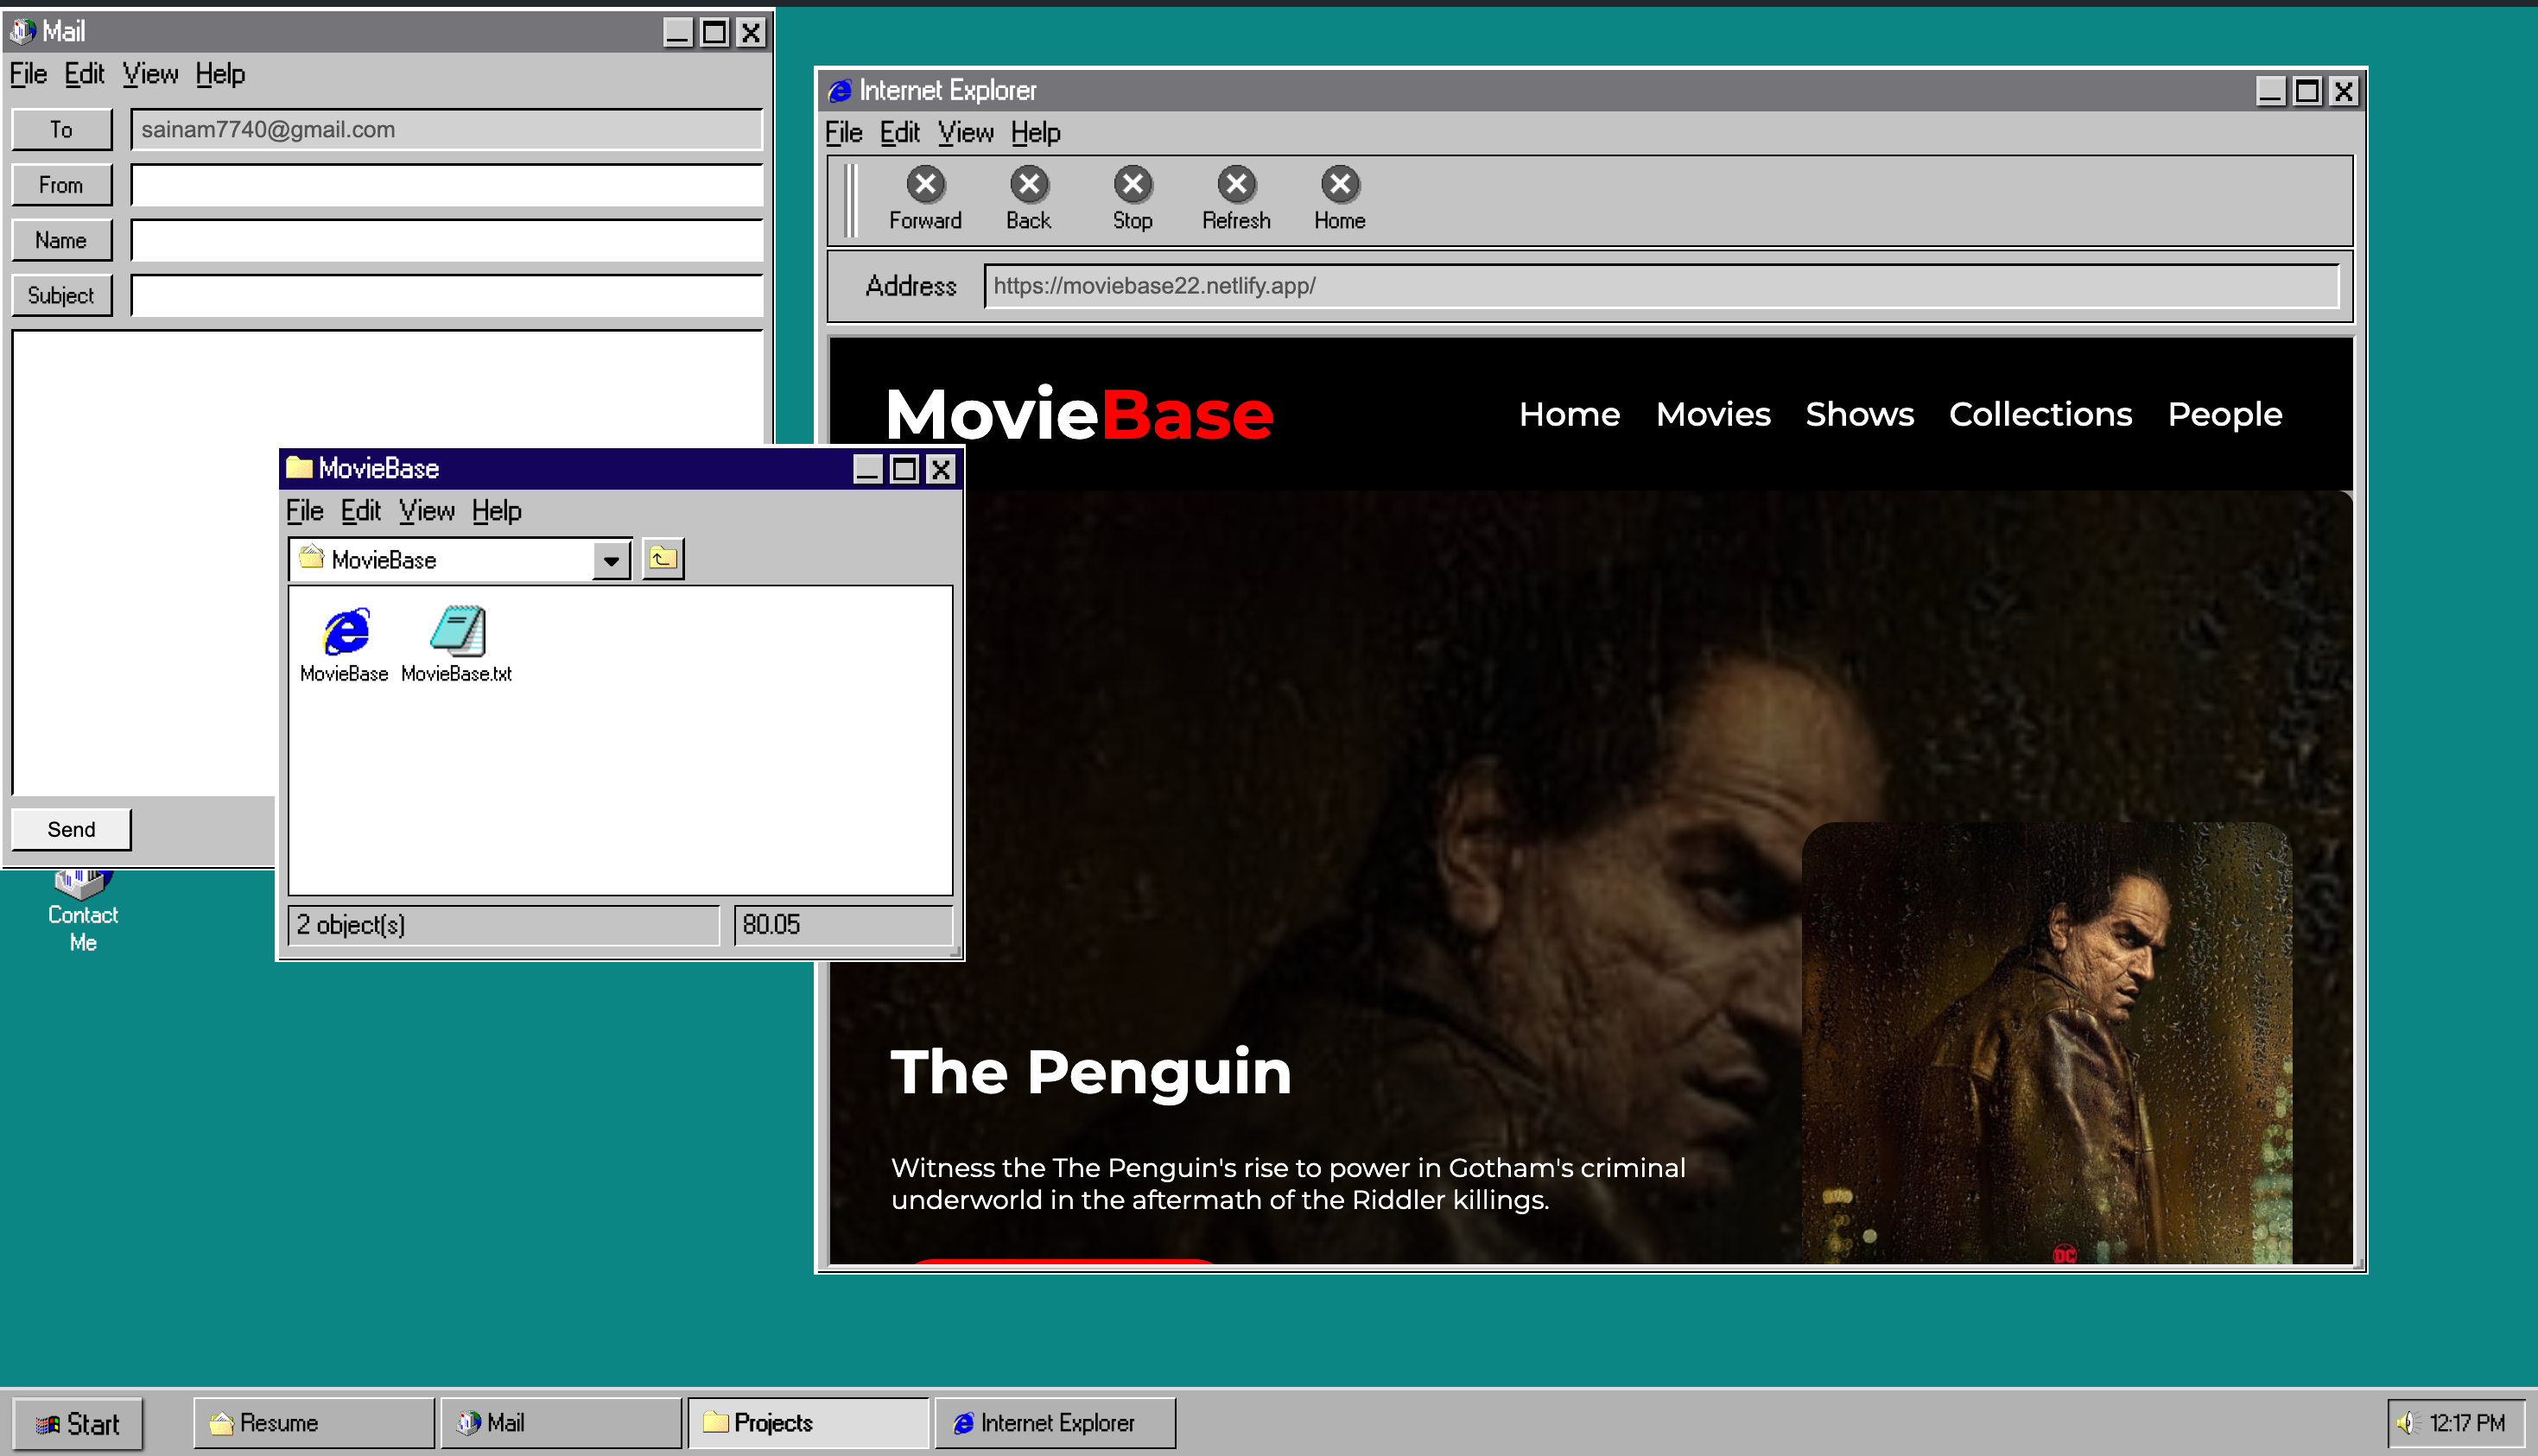 Mail
File Edit View Help
To sainam7740@gmail.com
From
Name
Subject
Send
Contact
Me
MovieBase
File Edit View Help
MovieBase
MovieBase MovieBase.txt
2 object(s) 80.05
Internet Explorer
File Edit View Help
Forward Back Stop Refresh Home
Address https://moviebase22.netlify.app/
MovieBase Home Movies Shows Collections People
The Penguin
Witness the The Penguin's rise to power in Gotham's criminal
underworld in the aftermath of the Riddler killings.
DC
Start Resume Mail Projects Internet Explorer 12:17 PM